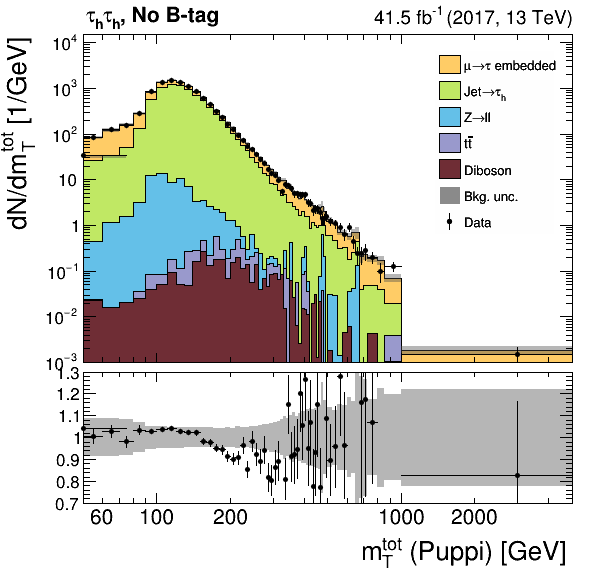 τhτh, No B-tag
41.5 fb⁻¹ (2017, 13 TeV)
dN/dmTtot [1/GeV]
10⁴
10³
10²
10
1
10⁻¹
10⁻²
10⁻³
μ→τ embedded
Jet→τh
Z→ll
tt̄
Diboson
Bkg. unc.
Data
1.3
1.2
1.1
1
0.9
0.8
0.7
60 100 200 1000 2000
mTtot (Puppi) [GeV]